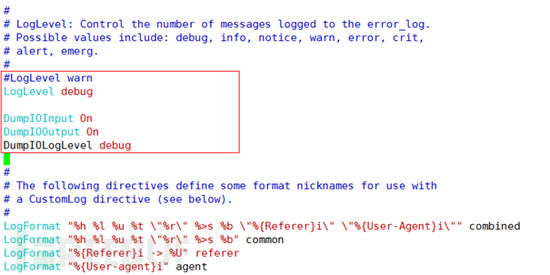 #
# LogLevel: Control the number of messages logged to the error_log.
# Possible values include: debug, info, notice, warn, error, crit,
# alert, emerg.
#
#LogLevel warn
LogLevel debug
DumpIOInput On
DumpIOOutput On
DumpIOLogLevel debug
#
# The following directives define some format nicknames for use with
# a CustomLog directive (see below).
#
LogFormat "%h %l %u %t \"%r\" %>s %b \"%{Referer}i\" \"%{User-Agent}i\"" combined
LogFormat "%h %l %u %t \"%r\" %>s %b" common
LogFormat "%{Referer}i -> %U" referer
LogFormat "%{User-agent}i" agent